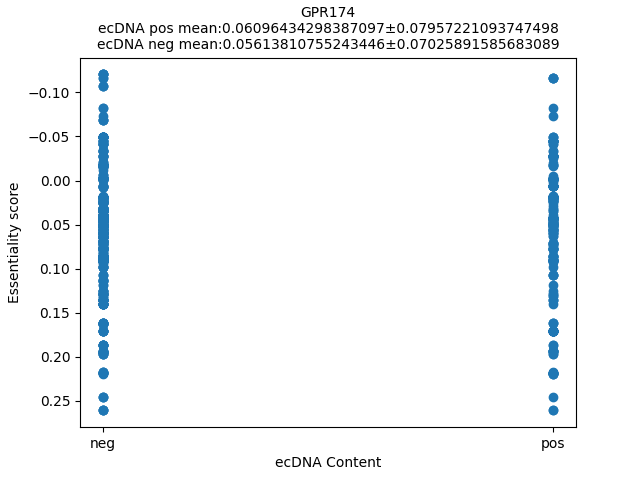 GPR174
ecDNA pos mean:0.06096434298387097±0.07957221093747498
ecDNA neg mean:0.05613810755243446±0.07025891585683089
−0.10
−0.05
0.00
0.05
0.10
0.15
0.20
0.25
Essentiality score
neg
pos
ecDNA Content